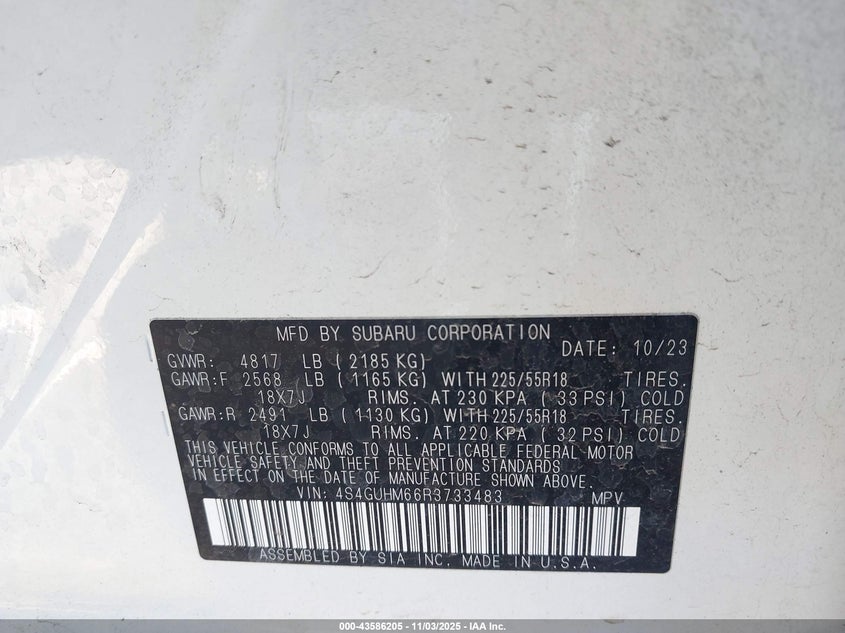 MFD BY SUBARU CORPORATION
DATE: 10/23
GVWR: 4817 LB ( 2185 KG)
GAWR:F 2568 LB ( 1165 KG) WITH 225/55R18 TIRES.
18X7J RIMS. AT 230 KPA ( 33 PSI) COLD
GAWR:R 2491 LB ( 1130 KG) WITH 225/55R18 TIRES.
18X7J RIMS. AT 220 KPA ( 32 PSI) COLD
THIS VEHICLE CONFORMS TO ALL APPLICABLE FEDERAL MOTOR
VEHICLE SAFETY AND THEFT PREVENTION STANDARDS
IN EFFECT ON THE DATE OF MANUFACTURE SHOWN ABOVE.
VIN: 4S4GUHM66R3733483 MPV
ASSEMBLED BY SIA INC. MADE IN U.S.A.
000-43586205 - 11/03/2025 - IAA Inc.